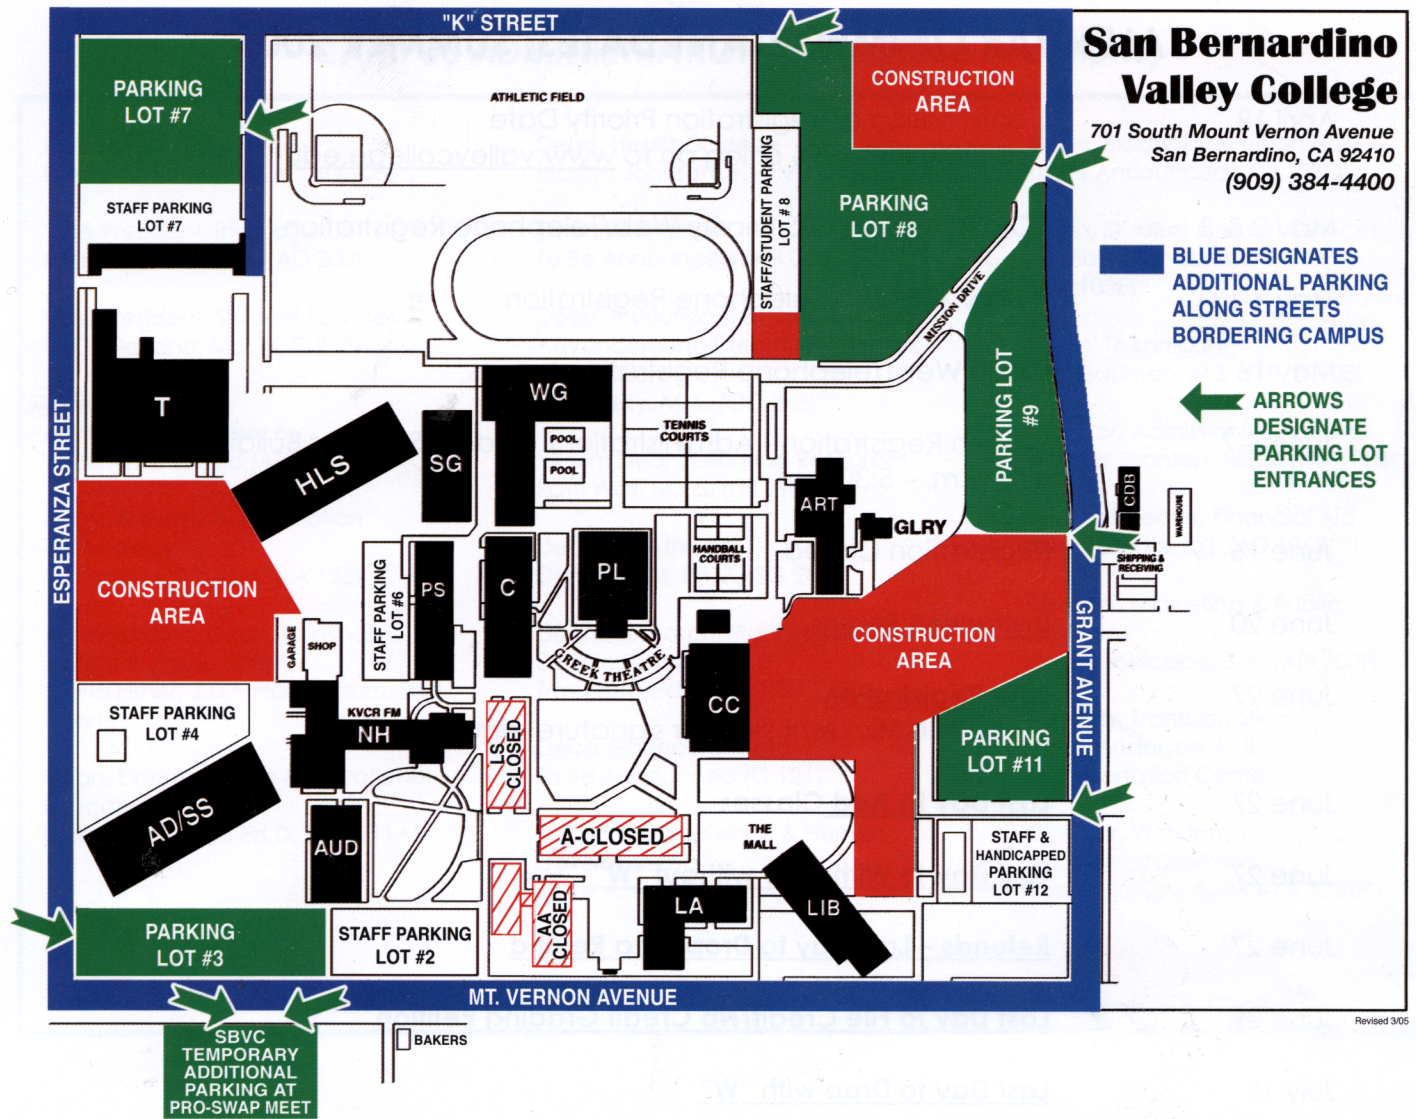 "K" STREET
San Bernardino
Valley College
701 South Mount Vernon Avenue
San Bernardino, CA 92410
(909) 384-4400
PARKING
LOT #7
STAFF PARKING
LOT #7
ATHLETIC FIELD
CONSTRUCTION
AREA
STAFF/STUDENT PARKING
LOT # 8
PARKING
LOT #8
MISSION DRIVE
BLUE DESIGNATES
ADDITIONAL PARKING
ALONG STREETS
BORDERING CAMPUS
ARROWS
DESIGNATE
PARKING LOT
ENTRANCES
PARKING LOT
#9
ESPERANZA STREET
T
HLS
SG
WG
POOL
POOL
TENNIS
COURTS
ART
GLRY
CDB
WAREHOUSE
SHIPPING &
RECEIVING
HANDBALL
COURTS
CONSTRUCTION
AREA
STAFF PARKING
LOT #6
PS
C
PL
GREEK THEATRE
GARAGE
SHOP
CONSTRUCTION
AREA
GRANT AVENUE
STAFF PARKING
LOT #4
KVCR FM
NH
L.S.
CLOSED
CC
PARKING
LOT #11
AD/SS
AUD
A-CLOSED
THE
MALL
STAFF &
HANDICAPPED
PARKING
LOT #12
AA
CLOSED
LA
LIB
PARKING
LOT #3
STAFF PARKING
LOT #2
MT. VERNON AVENUE
SBVC
TEMPORARY
ADDITIONAL
PARKING AT
PRO-SWAP MEET
BAKERS
Revised 3/05